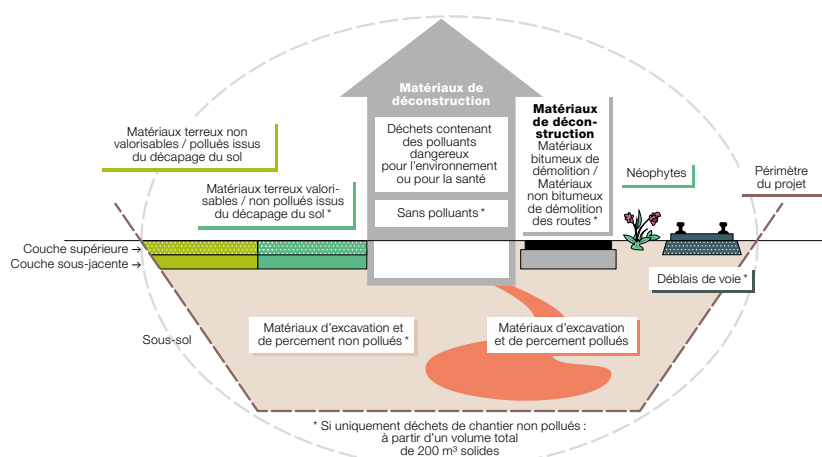 Matériaux de
déconstruction
Déchets contenant
des polluants
dangereux
pour l'environnement
ou pour la santé
Sans polluants *
Matériaux
de décon-
struction
Matériaux
bitumeux de
démolition /
Matériaux
non bitumeux
de démolition
des routes *
Matériaux terreux non
valorisables / pollués issus
du décapage du sol
Matériaux terreux valori-
sables / non pollués issus
du décapage du sol *
Néophytes
Périmètre
du projet
Couche supérieure →
Couche sous-jacente →
Déblais de voie *
Sous-sol
Matériaux d'excavation et
de percement non pollués *
Matériaux d'excavation
et de percement pollués
* Si uniquement déchets de chantier non pollués :
à partir d'un volume total
de 200 m³ solides